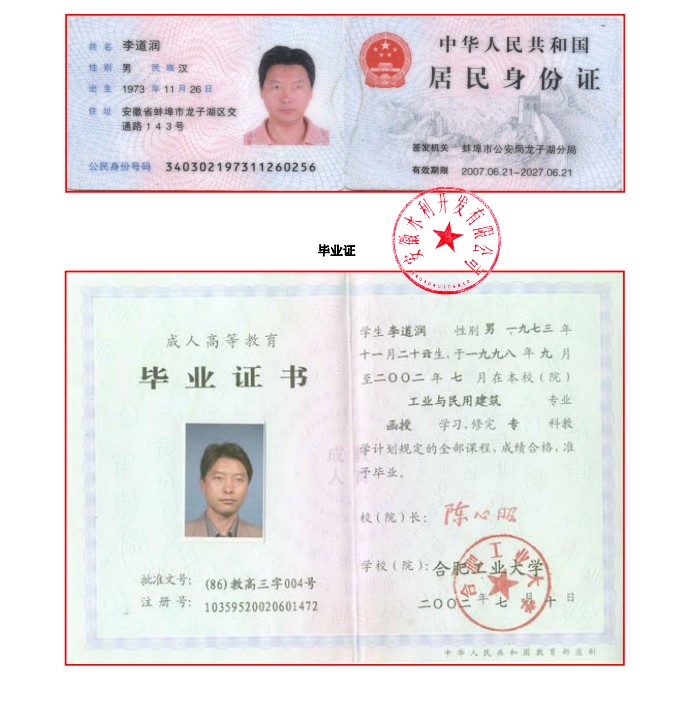 姓名 李道润
性别 男 民族 汉
出生 1973 年 11 月 26 日
住址 安徽省蚌埠市龙子湖区交
通路143号
公民身份号码 340302197311260256
中华人民共和国
居民身份证
签发机关 蚌埠市公安局龙子湖分局
有效期限 2007.06.21-2027.06.21
安徽水利开发有限公司
毕业证
成人高等教育
毕业证书
批准文号: (86)教高三字004号
注册号: 10359520020601472
学生 李道润 性别 男 一九七三 年
十一月二十 生,于一九九八 年 九 月
至二〇〇二 年 七 月在本校(院)
工业与民用建筑 专业
函授 学习,修完 专 科教
学计划规定的全部课程,成绩合格,准
予毕业。
校(院)长: 陈心昭
学校(院): 合肥工业大学
合肥工业大学
二〇〇二 年 七 月 十 日
成人
中华人民共和国教育部监制